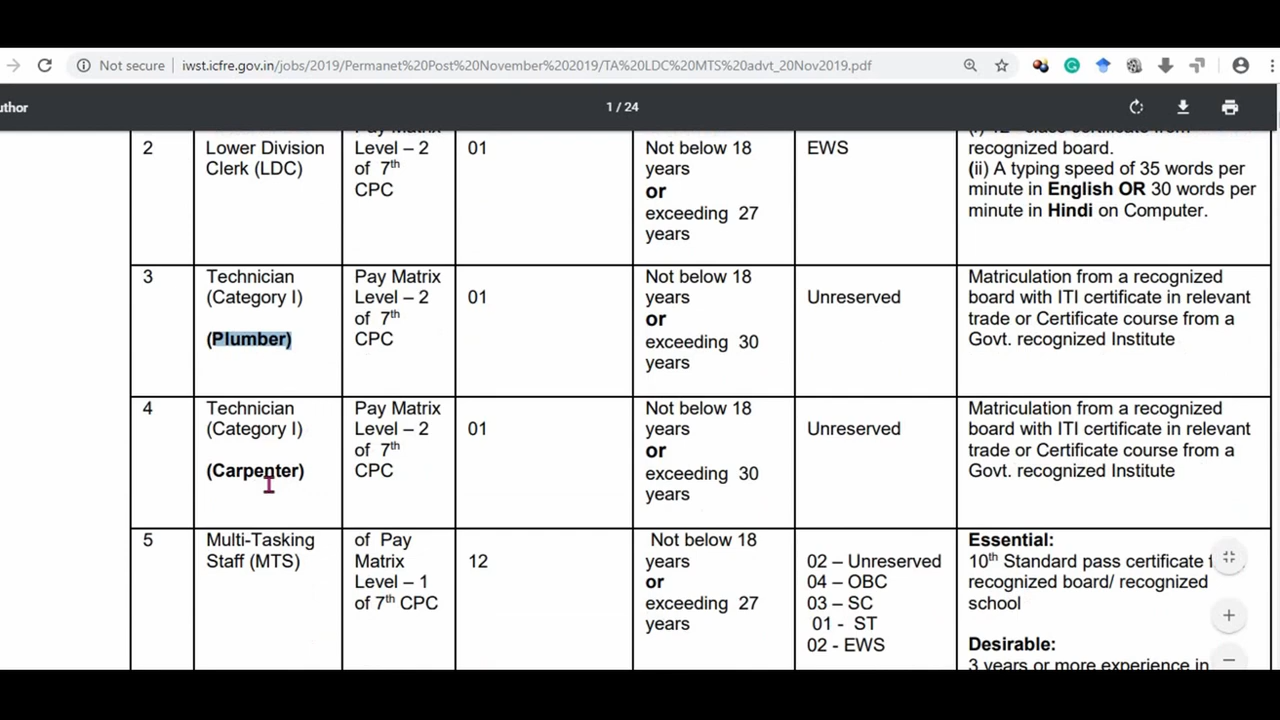 Not secure iwst.icfre.gov.in/jobs/2019/Permanet%20Post%20November%202019/TA%20LDC%20MTS%20advt_20Nov2019.pdf
uthor
1 / 24
2
Lower Division
Clerk (LDC)
Pay Matrix
Level – 2
of 7th
CPC
01
Not below 18
years
or
exceeding 27
years
EWS
class certificate from
recognized board.
(ii) A typing speed of 35 words per
minute in English OR 30 words per
minute in Hindi on Computer.
3
Technician
(Category I)
(Plumber)
Pay Matrix
Level – 2
of 7th
CPC
01
Not below 18
years
or
exceeding 30
years
Unreserved
Matriculation from a recognized
board with ITI certificate in relevant
trade or Certificate course from a
Govt. recognized Institute
4
Technician
(Category I)
(Carpenter)
Pay Matrix
Level – 2
of 7th
CPC
01
Not below 18
years
or
exceeding 30
years
Unreserved
Matriculation from a recognized
board with ITI certificate in relevant
trade or Certificate course from a
Govt. recognized Institute
5
Multi-Tasking
Staff (MTS)
of Pay
Matrix
Level – 1
of 7th CPC
12
Not below 18
years
or
exceeding 27
years
02 – Unreserved
04 – OBC
03 – SC
01 - ST
02 - EWS
Essential:
10th Standard pass certificate
recognized board/ recognized
school
Desirable:
3 years or more experience in